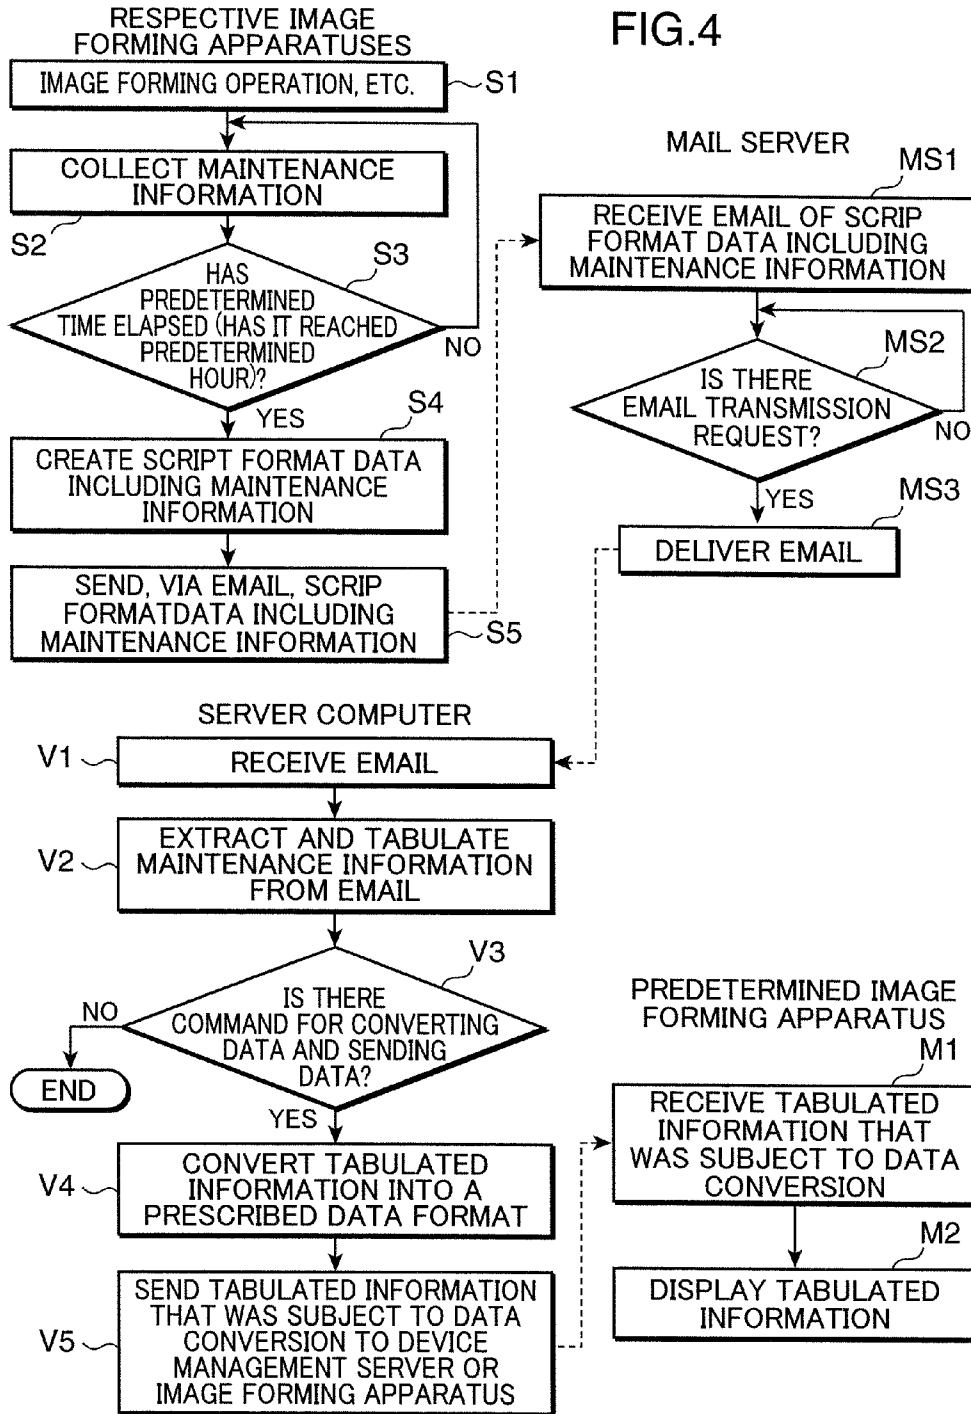 FIG.4
RESPECTIVE IMAGE
FORMING APPARATUSES
IMAGE FORMING OPERATION, ETC.
S1
COLLECT MAINTENANCE
INFORMATION
S2
HAS
PREDETERMINED
TIME ELAPSED (HAS IT REACHED
PREDETERMINED
HOUR)?
S3
NO
YES
S4
CREATE SCRIPT FORMAT DATA
INCLUDING MAINTENANCE
INFORMATION
SEND, VIA EMAIL, SCRIP
FORMATDATA INCLUDING
MAINTENANCE INFORMATION
S5
MAIL SERVER
MS1
RECEIVE EMAIL OF SCRIP
FORMAT DATA INCLUDING
MAINTENANCE INFORMATION
MS2
IS THERE
EMAIL TRANSMISSION
REQUEST?
NO
YES
MS3
DELIVER EMAIL
SERVER COMPUTER
V1
RECEIVE EMAIL
V2
EXTRACT AND TABULATE
MAINTENANCE INFORMATION
FROM EMAIL
V3
IS THERE
COMMAND FOR CONVERTING
DATA AND SENDING
DATA?
NO
END
YES
V4
CONVERT TABULATED
INFORMATION INTO A
PRESCRIBED DATA FORMAT
V5
SEND TABULATED INFORMATION
THAT WAS SUBJECT TO DATA
CONVERSION TO DEVICE
MANAGEMENT SERVER OR
IMAGE FORMING APPARATUS
PREDETERMINED IMAGE
FORMING APPARATUS
M1
RECEIVE TABULATED
INFORMATION THAT
WAS SUBJECT TO DATA
CONVERSION
M2
DISPLAY TABULATED
INFORMATION